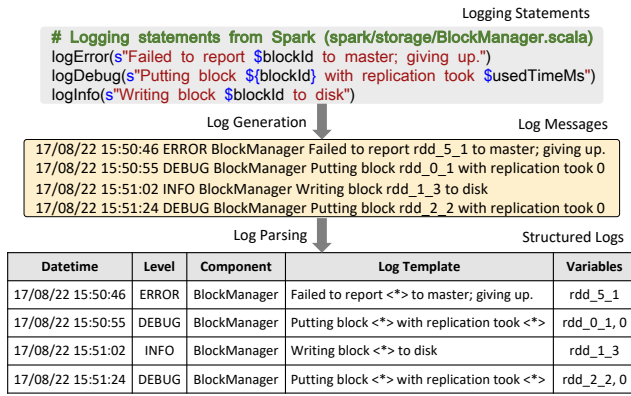 Logging Statements
# Logging statements from Spark (spark/storage/BlockManager.scala)
logError(s"Failed to report $blockId to master; giving up.")
logDebug(s"Putting block ${blockId} with replication took $usedTimeMs")
logInfo(s"Writing block $blockId to disk")
Log Generation Log Messages
17/08/22 15:50:46 ERROR BlockManager Failed to report rdd_5_1 to master; giving up.
17/08/22 15:50:55 DEBUG BlockManager Putting block rdd_0_1 with replication took 0
17/08/22 15:51:02 INFO BlockManager Writing block rdd_1_3 to disk
17/08/22 15:51:24 DEBUG BlockManager Putting block rdd_2_2 with replication took 0
Log Parsing Structured Logs
Datetime Level Component Log Template Variables
17/08/22 15:50:46 ERROR BlockManager Failed to report <*> to master; giving up. rdd_5_1
17/08/22 15:50:55 DEBUG BlockManager Putting block <*> with replication took <*> rdd_0_1, 0
17/08/22 15:51:02 INFO BlockManager Writing block <*> to disk rdd_1_3
17/08/22 15:51:24 DEBUG BlockManager Putting block <*> with replication took <*> rdd_2_2, 0